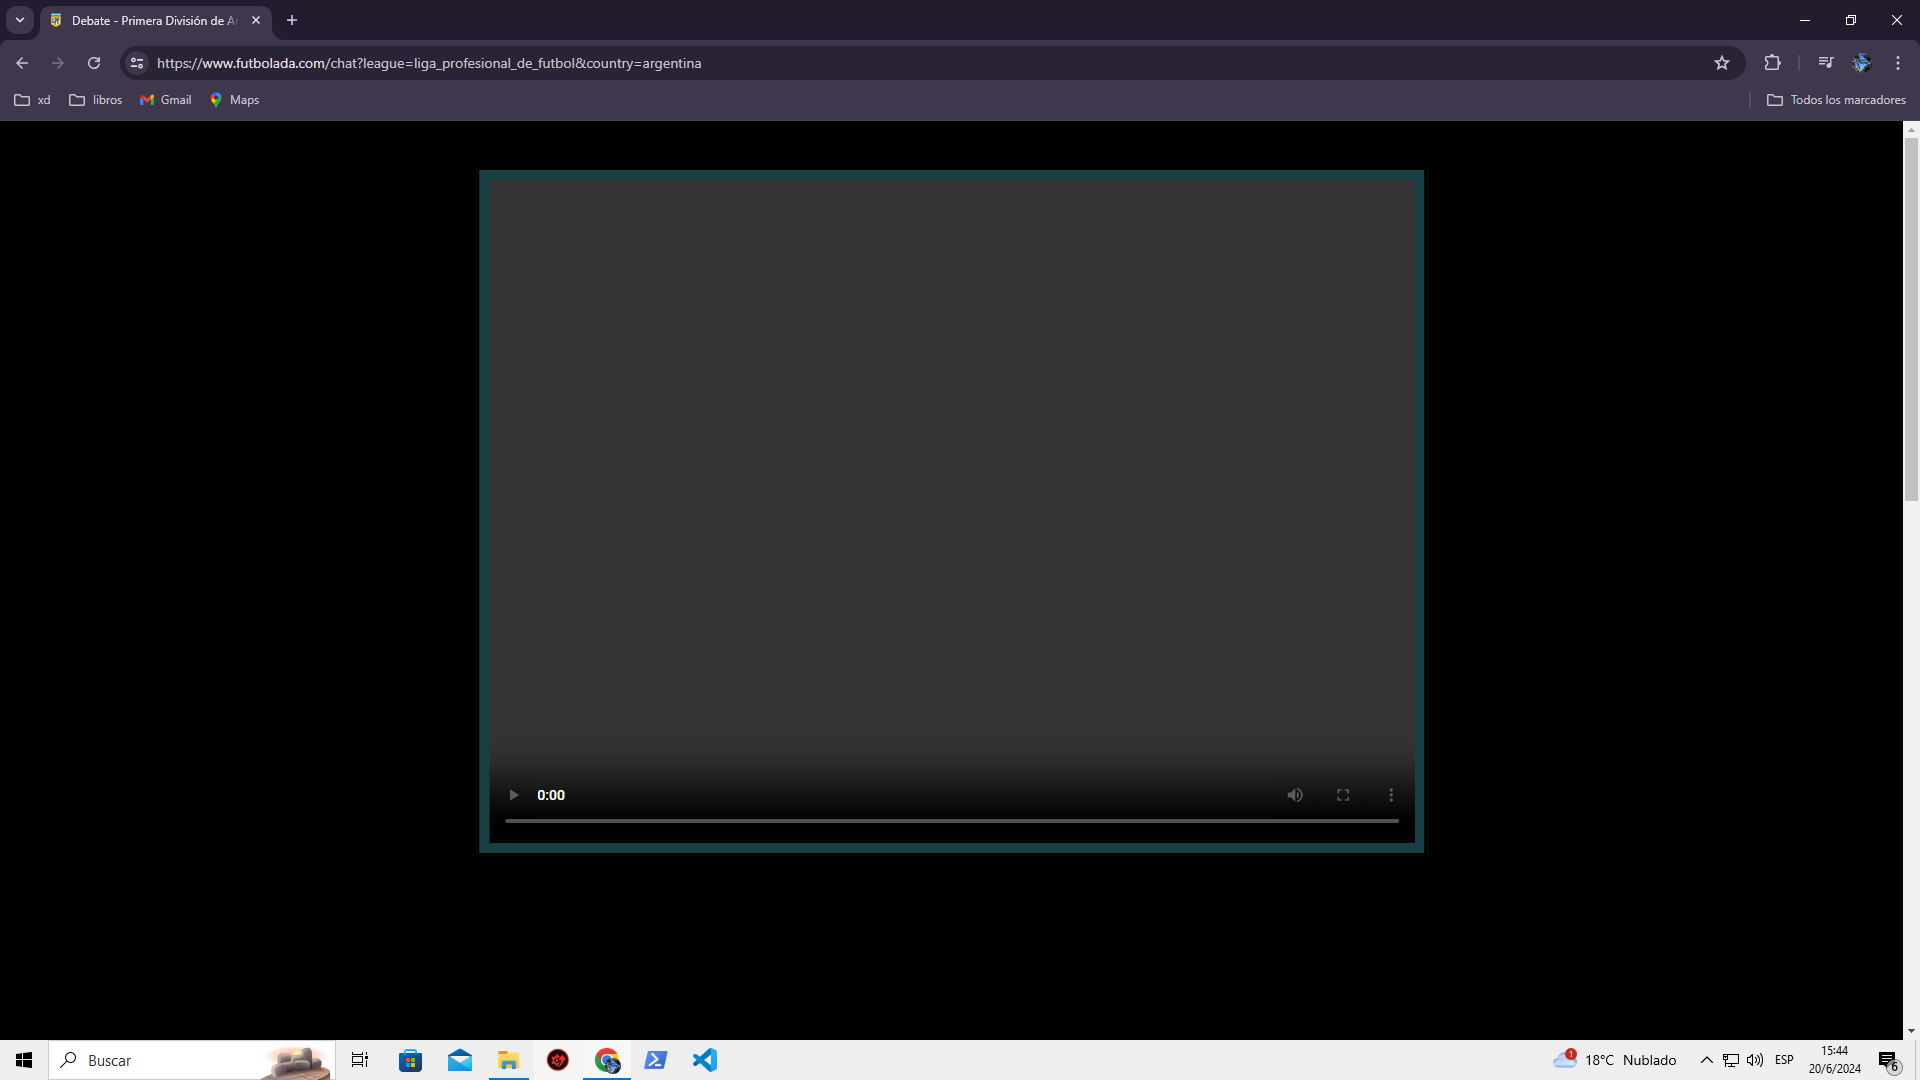 Debate - Primera División de Ar
https://www.futbolada.com/chat?league=liga_profesional_de_futbol&country=argentina
xd
libros
Gmail
Maps
Todos los marcadores
0:00
Buscar
1
18°C Nublado
ESP
15:44
20/6/2024
6